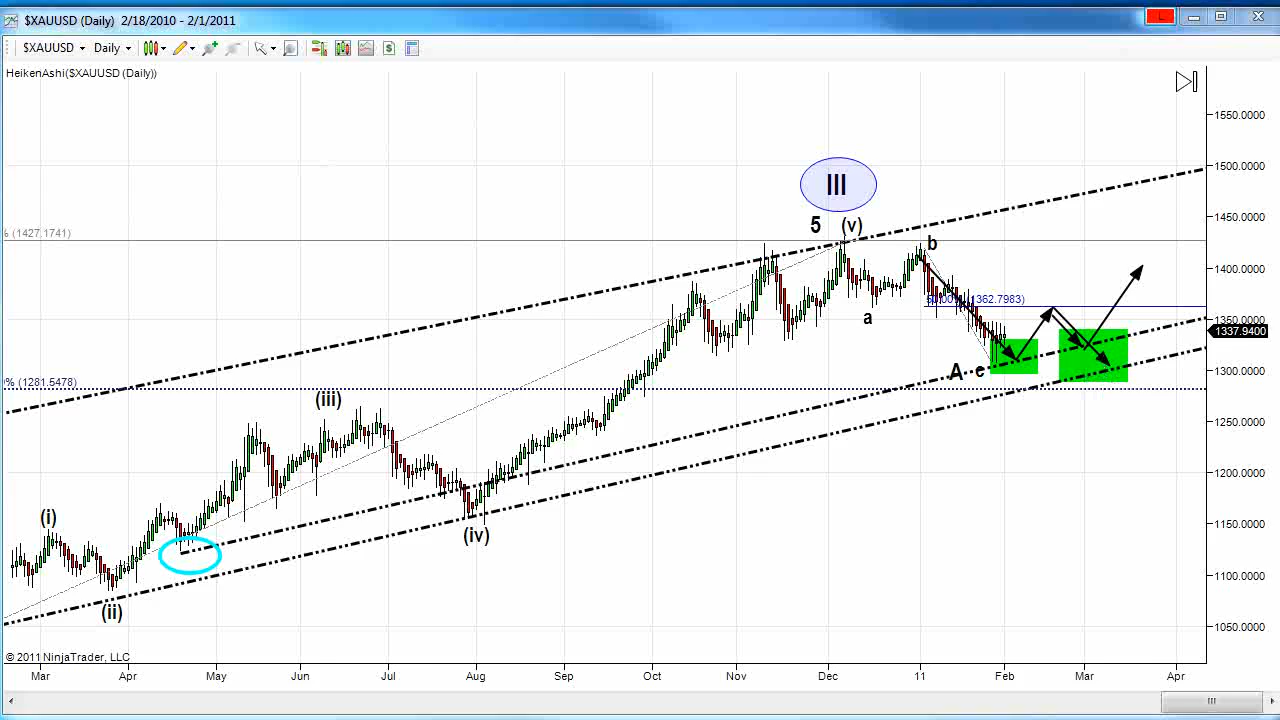 $XAUUSD (Daily) 2/18/2010 - 2/1/2011
$XAUUSD Daily
HeikenAshi($XAUUSD (Daily))
1550.0000
1500.0000
III
1450.0000
5 (v)
% (1427.1741)
b
1400.0000
50.00% (1362.7983)
a
1350.0000
1337.9400
A c
1300.0000
% (1281.5478)
(iii)
1250.0000
1200.0000
(i)
1150.0000
(iv)
1100.0000
(ii)
1050.0000
© 2011 NinjaTrader, LLC
Mar Apr May Jun Jul Aug Sep Oct Nov Dec 11 Feb Mar Apr